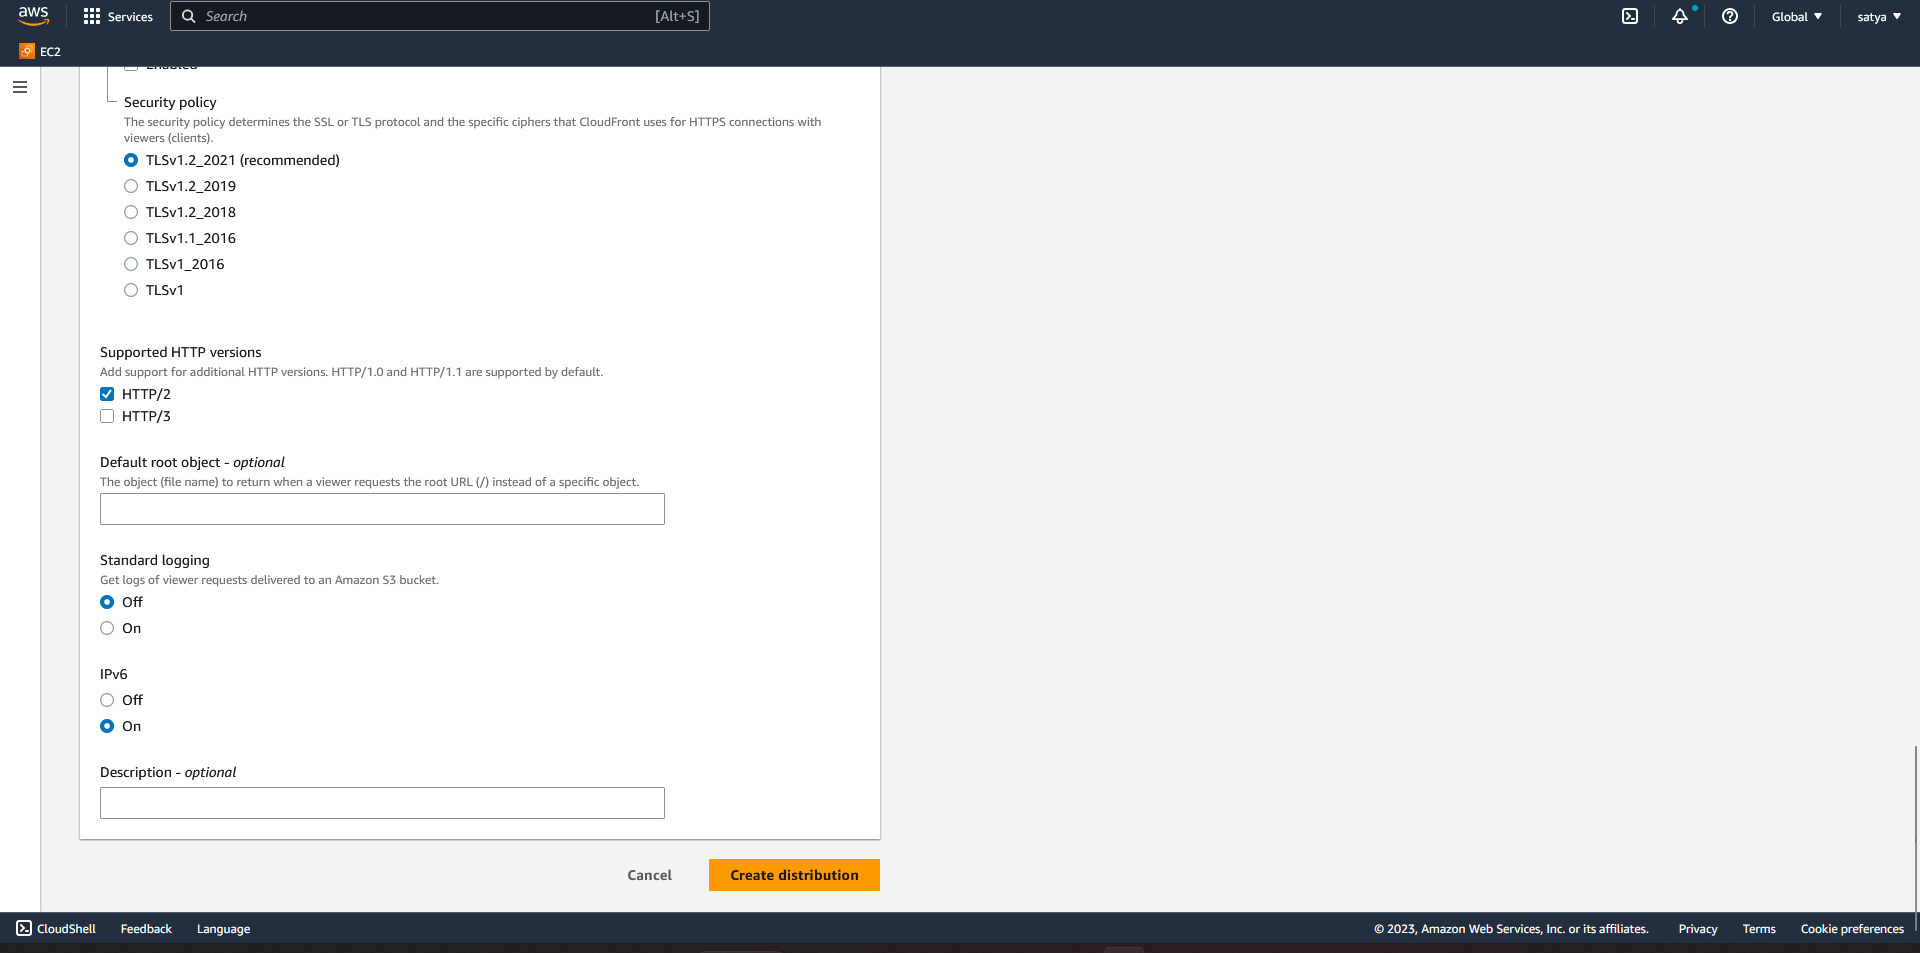 aws
Services
Search
[Alt+S]
Global
satya
EC2
Enabled
Security policy
The security policy determines the SSL or TLS protocol and the specific ciphers that CloudFront uses for HTTPS connections with
viewers (clients).
TLSv1.2_2021 (recommended)
TLSv1.2_2019
TLSv1.2_2018
TLSv1.1_2016
TLSv1_2016
TLSv1
Supported HTTP versions
Add support for additional HTTP versions. HTTP/1.0 and HTTP/1.1 are supported by default.
HTTP/2
HTTP/3
Default root object - optional
The object (file name) to return when a viewer requests the root URL (/) instead of a specific object.
Standard logging
Get logs of viewer requests delivered to an Amazon S3 bucket.
Off
On
IPv6
Off
On
Description - optional
Cancel
Create distribution
CloudShell
Feedback
Language
© 2023, Amazon Web Services, Inc. or its affiliates.
Privacy
Terms
Cookie preferences